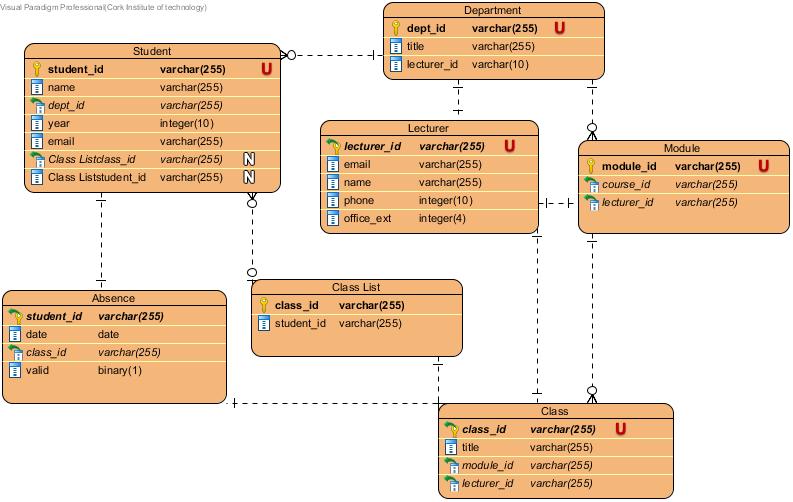 Visual Paradigm Professional(Cork Institute of technology)
Department
dept_id varchar(255) U
title varchar(255)
lecturer_id varchar(10)
Student
student_id varchar(255) U
name varchar(255)
dept_id varchar(255)
year integer(10)
email varchar(255)
Class Listclass_id varchar(255) N
Class Liststudent_id varchar(255) N
Lecturer
lecturer_id varchar(255) U
email varchar(255)
name varchar(255)
phone integer(10)
office_ext integer(4)
Module
module_id varchar(255) U
course_id varchar(255)
lecturer_id varchar(255)
Absence
student_id varchar(255)
date date
class_id varchar(255)
valid binary(1)
Class List
class_id varchar(255)
student_id varchar(255)
Class
class_id varchar(255) U
title varchar(255)
module_id varchar(255)
lecturer_id varchar(255)